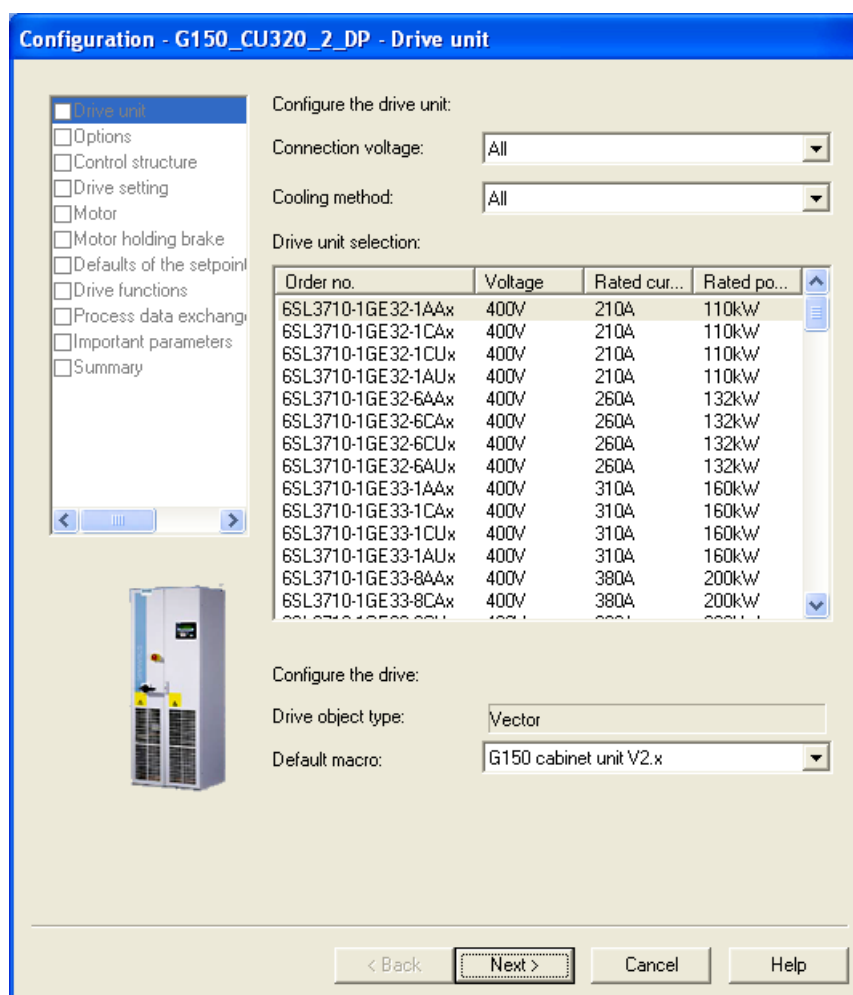 Configuration - G150_CU320_2_DP - Drive unit
Drive unit
Options
Control structure
Drive setting
Motor
Motor holding brake
Defaults of the setpoint
Drive functions
Process data exchang
Important parameters
Summary
Configure the drive unit:
Connection voltage: All
Cooling method: All
Drive unit selection:
Order no. Voltage Rated cur... Rated po...
6SL3710-1GE32-1AAx 400V 210A 110kW
6SL3710-1GE32-1CAx 400V 210A 110kW
6SL3710-1GE32-1CUx 400V 210A 110kW
6SL3710-1GE32-1AUx 400V 210A 110kW
6SL3710-1GE32-6AAx 400V 260A 132kW
6SL3710-1GE32-6CAx 400V 260A 132kW
6SL3710-1GE32-6CUx 400V 260A 132kW
6SL3710-1GE32-6AUx 400V 260A 132kW
6SL3710-1GE33-1AAx 400V 310A 160kW
6SL3710-1GE33-1CAx 400V 310A 160kW
6SL3710-1GE33-1CUx 400V 310A 160kW
6SL3710-1GE33-1AUx 400V 310A 160kW
6SL3710-1GE33-8AAx 400V 380A 200kW
6SL3710-1GE33-8CAx 400V 380A 200kW
Configure the drive:
Drive object type: Vector
Default macro: G150 cabinet unit V2.x
< Back Next > Cancel Help